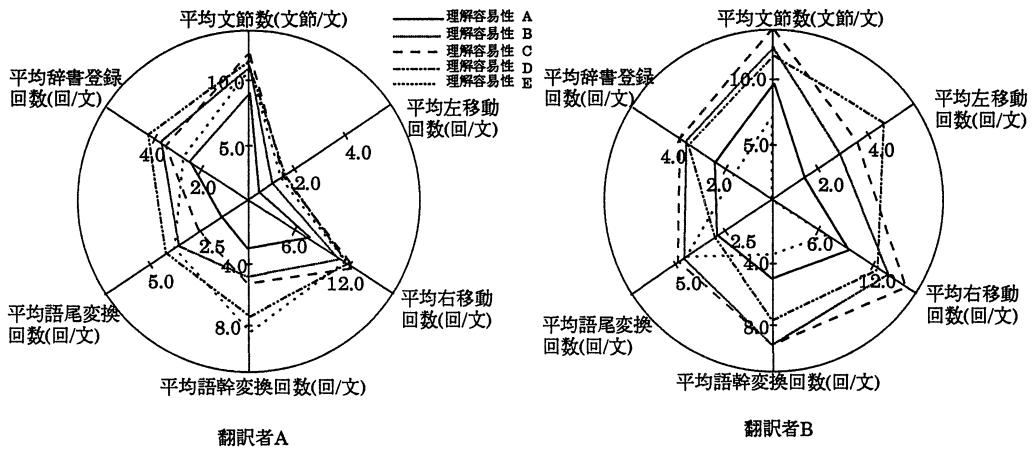 平均文節数(文節/文)
理解容易性 A
理解容易性 B
理解容易性 C
理解容易性 D
理解容易性 E
平均辞書登録
回数(回/文)
10.0
平均左移動
回数(回/文)
4.0
5.0
4.0
2.0
2.0
2.5
6.0
4.0
5.0
12.0
平均語尾変換
回数(回/文)
8.0
平均右移動
回数(回/文)
平均語幹変換回数(回/文)
翻訳者A
平均文節数(文節/文)
平均辞書登録
回数(回/文)
10.0
平均左移動
回数(回/文)
5.0
4.0
4.0
2.0
2.0
2.5
6.0
4.0
5.0
12.0
平均語尾変換
回数(回/文)
8.0
平均右移動
回数(回/文)
平均語幹変換回数(回/文)
翻訳者B